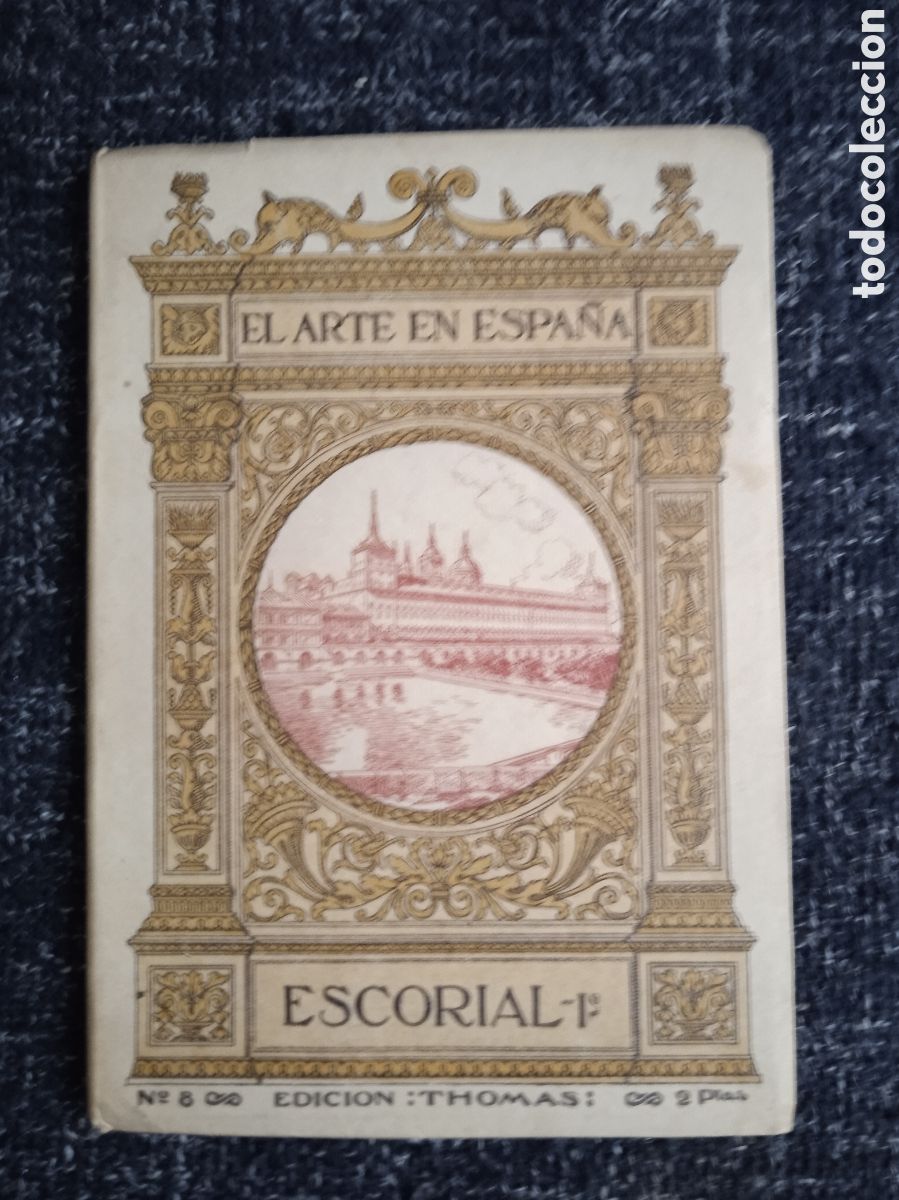 EL ARTE EN ESPAÑA
ESCORIAL-1º
Nº 8 EDICION :THOMAS: 2 Ptas
todocoleccion